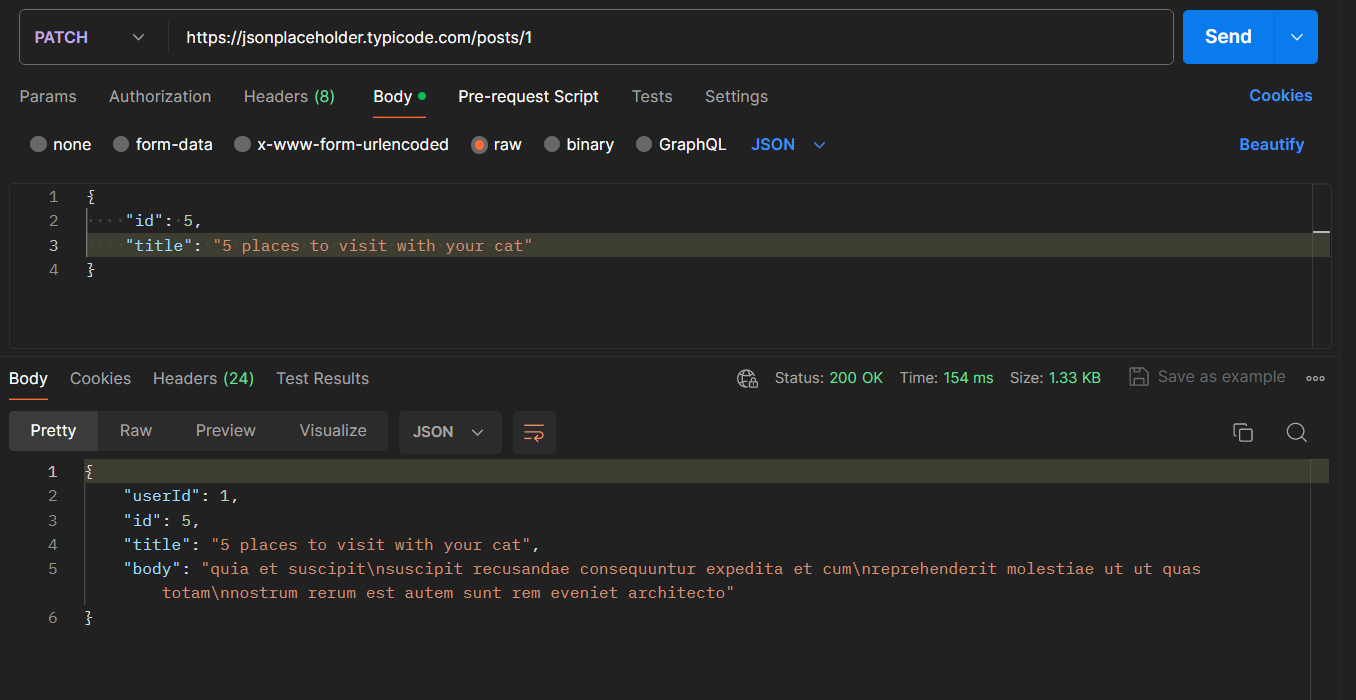 PATCH https://jsonplaceholder.typicode.com/posts/1 Send
Params Authorization Headers (8) Body Pre-request Script Tests Settings Cookies
none form-data x-www-form-urlencoded raw binary GraphQL JSON Beautify
1 {
2 "id": 5,
3 "title": "5 places to visit with your cat"
4 }
Body Cookies Headers (24) Test Results Status: 200 OK Time: 154 ms Size: 1.33 KB Save as example
Pretty Raw Preview Visualize JSON
1 {
2 "userId": 1,
3 "id": 5,
4 "title": "5 places to visit with your cat",
5 "body": "quia et suscipit\nsuscipit recusandae consequuntur expedita et cum\nreprehenderit molestiae ut ut quas
totam\nnostrum rerum est autem sunt rem eveniet architecto"
6 }